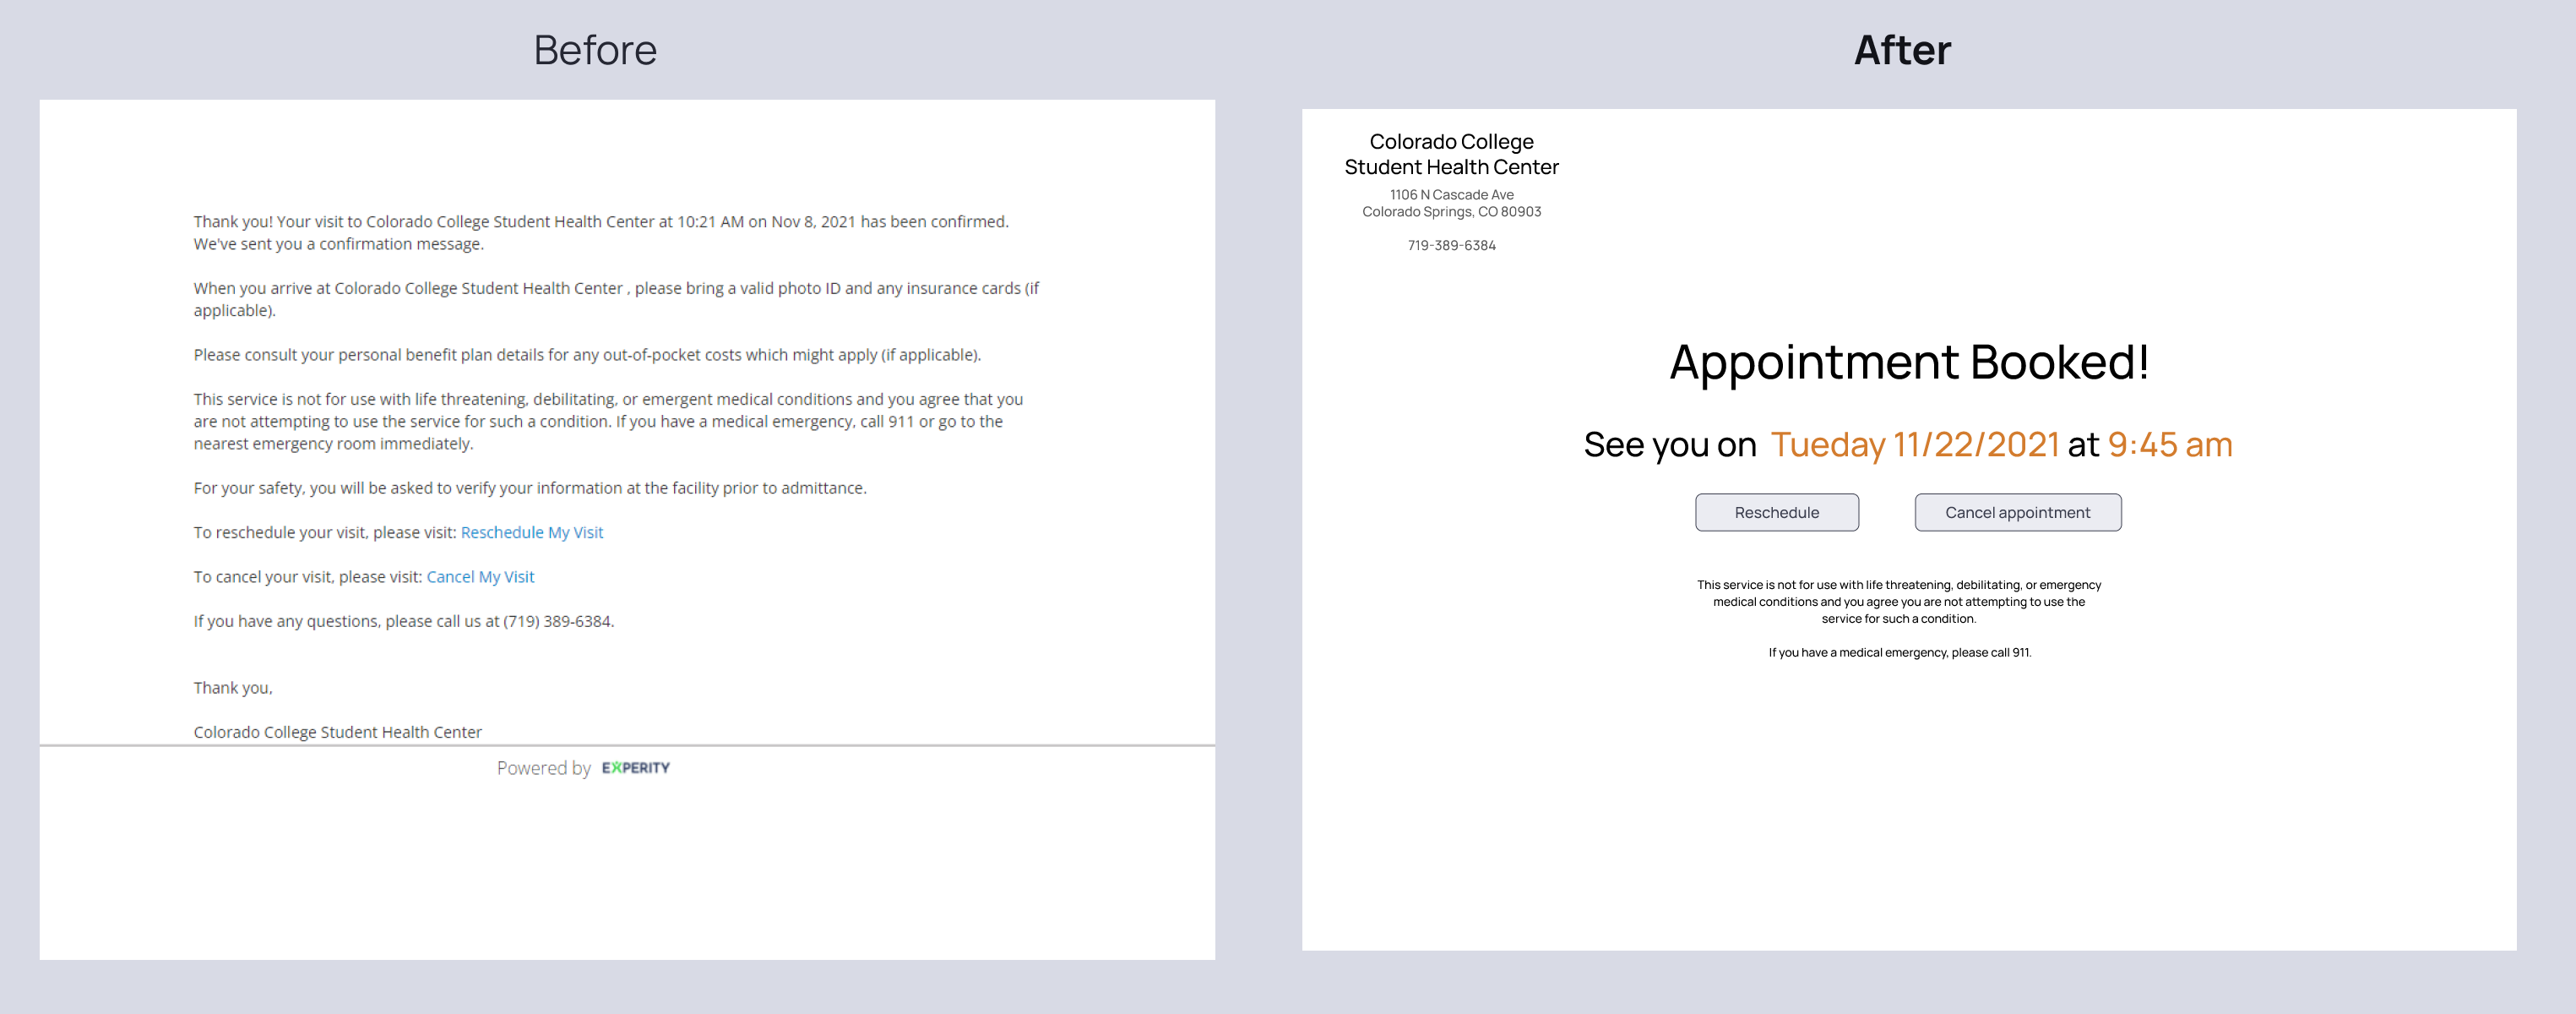 Before
Thank you! Your visit to Colorado College Student Health Center at 10:21 AM on Nov 8, 2021 has been confirmed.
We've sent you a confirmation message.
When you arrive at Colorado College Student Health Center , please bring a valid photo ID and any insurance cards (if
applicable).
Please consult your personal benefit plan details for any out-of-pocket costs which might apply (if applicable).
This service is not for use with life threatening, debilitating, or emergent medical conditions and you agree that you
are not attempting to use the service for such a condition. If you have a medical emergency, call 911 or go to the
nearest emergency room immediately.
For your safety, you will be asked to verify your information at the facility prior to admittance.
To reschedule your visit, please visit: Reschedule My Visit
To cancel your visit, please visit: Cancel My Visit
If you have any questions, please call us at (719) 389-6384.
Thank you,
Colorado College Student Health Center
Powered by EXPERITY
After
Colorado College
Student Health Center
1106 N Cascade Ave
Colorado Springs, CO 80903
719-389-6384
Appointment Booked!
See you on Tueday 11/22/2021 at 9:45 am
Reschedule
Cancel appointment
This service is not for use with life threatening, debilitating, or emergency
medical conditions and you agree you are not attempting to use the
service for such a condition.
If you have a medical emergency, please call 911.